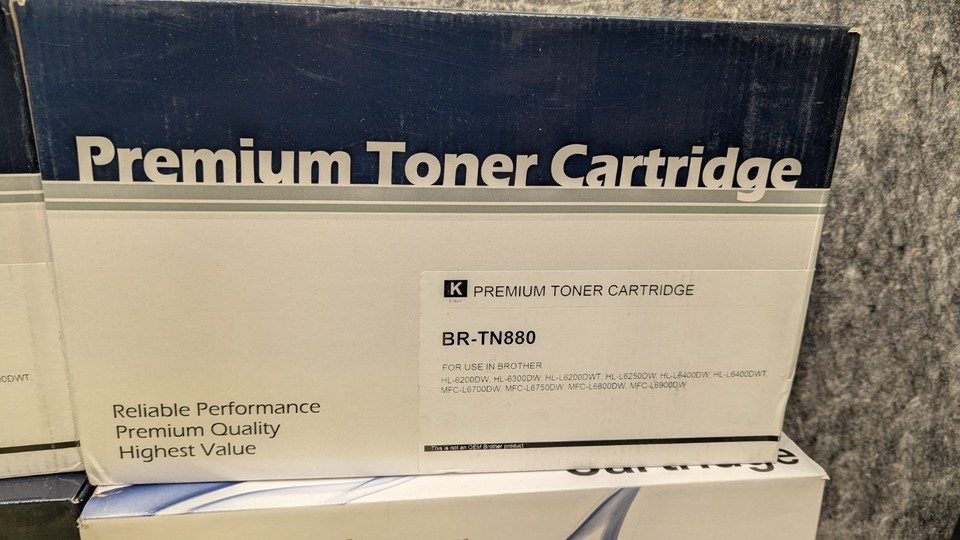 Premium Toner Cartridge
K PREMIUM TONER CARTRIDGE
BR-TN880
FOR USE IN BROTHER
HL-6200DW, HL-6300DW, HL-L6200DWT, HL-L6250DW, HL-L6400DW, HL-L6400DWT,
MFC-L6700DW, MFC-L6750DW, MFC-L6800DW, MFC-L6900DW
Reliable Performance
Premium Quality
Highest Value
This is not an OEM Brother product
0DWT,
Cartridge